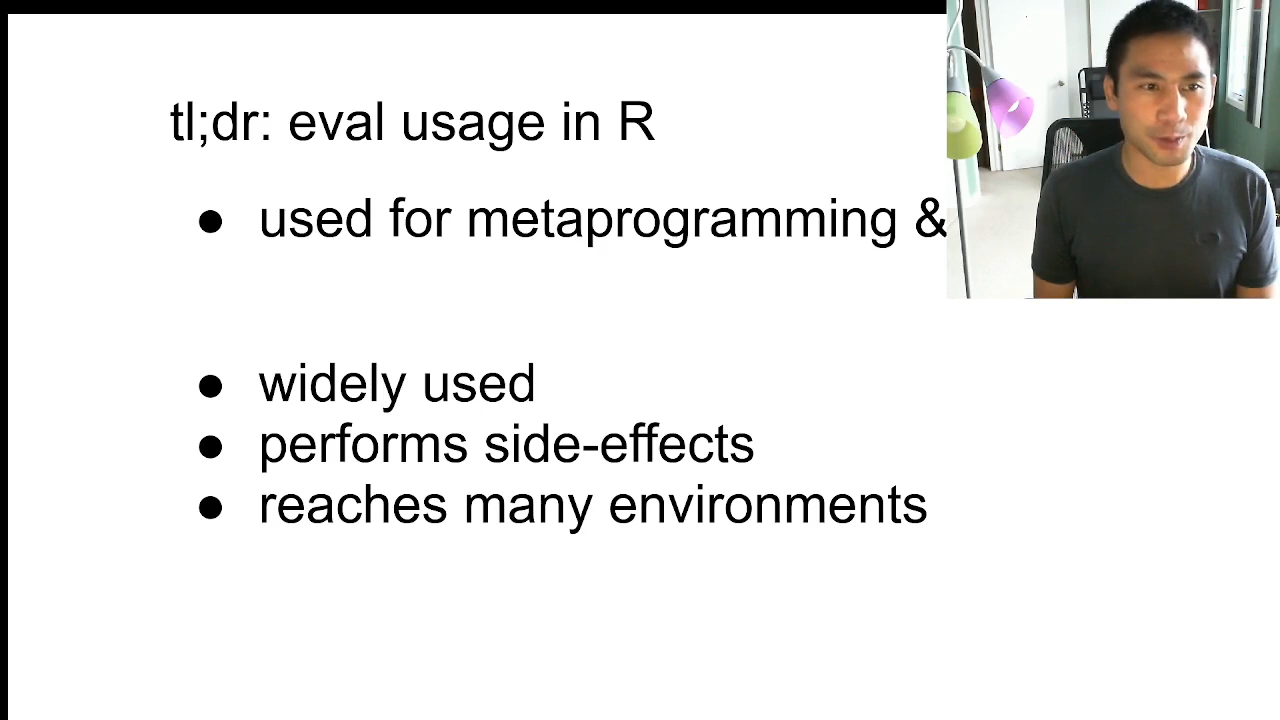 tl;dr: eval usage in R
● used for metaprogramming &
● widely used
● performs side-effects
● reaches many environments